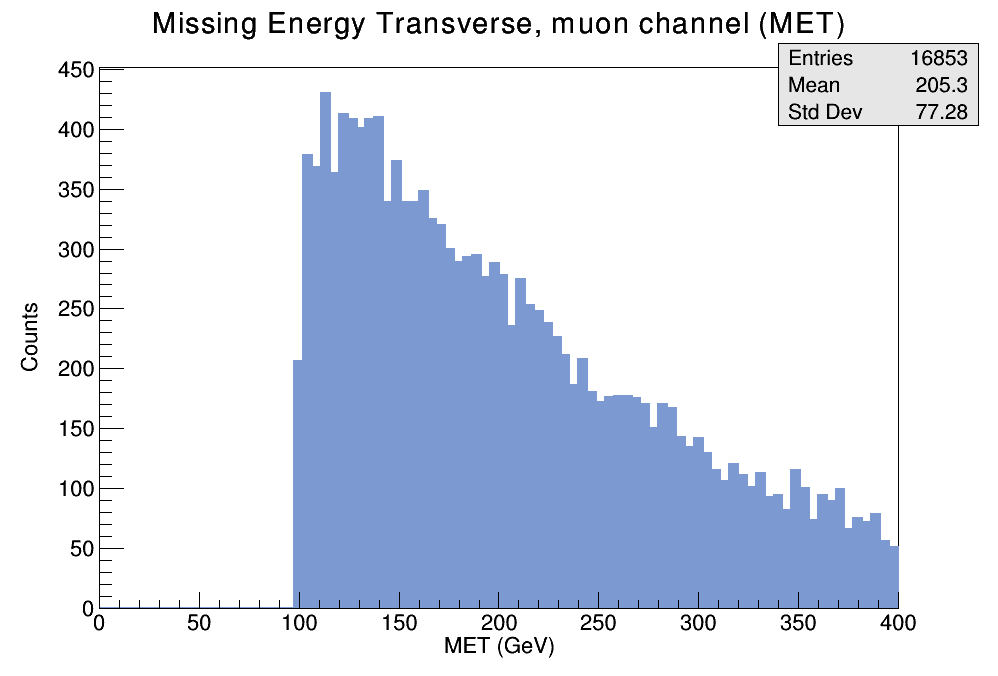 Missing Energy Transverse, muon channel (MET)
Entries 16853
Mean 205.3
Std Dev 77.28
450
400
350
300
250
200
150
100
50
0
Counts
0 50 100 150 200 250 300 350 400
MET (GeV)